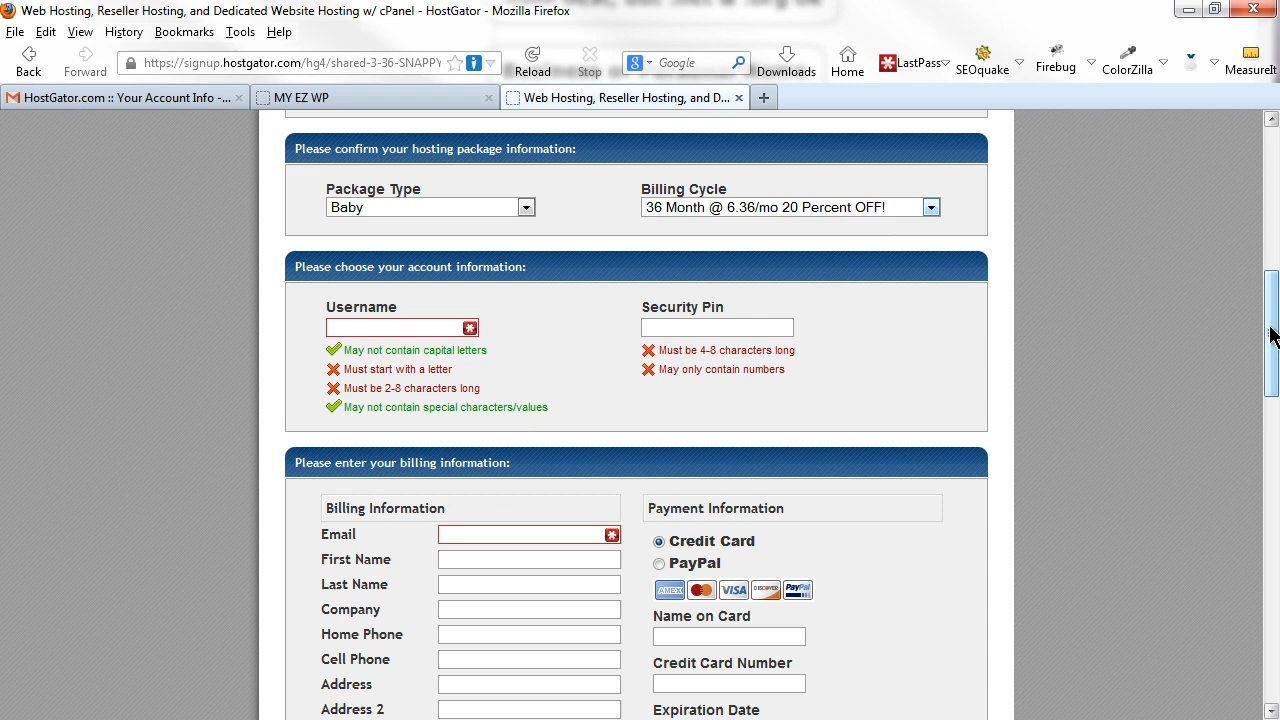 Web Hosting, Reseller Hosting, and Dedicated Website Hosting w/ cPanel - HostGator - Mozilla Firefox
File Edit View History Bookmarks Tools Help
https://signup.hostgator.com/hg4/shared-3-36-SNAPPY
Google
Back Forward Reload Stop Downloads Home LastPass SEOquake Firebug ColorZilla MeasureIt
HostGator.com :: Your Account Info -... MY EZ WP Web Hosting, Reseller Hosting, and D...
Please confirm your hosting package information:
Package Type Billing Cycle
Baby 36 Month @ 6.36/mo 20 Percent OFF!
Please choose your account information:
Username Security Pin
May not contain capital letters Must be 4-8 characters long
Must start with a letter May only contain numbers
Must be 2-8 characters long
May not contain special characters/values
Please enter your billing information:
Billing Information
Email
First Name
Last Name
Company
Home Phone
Cell Phone
Address
Address 2
Payment Information
Credit Card
PayPal
AMEX VISA DISCOVER PayPal
Name on Card
Credit Card Number
Expiration Date